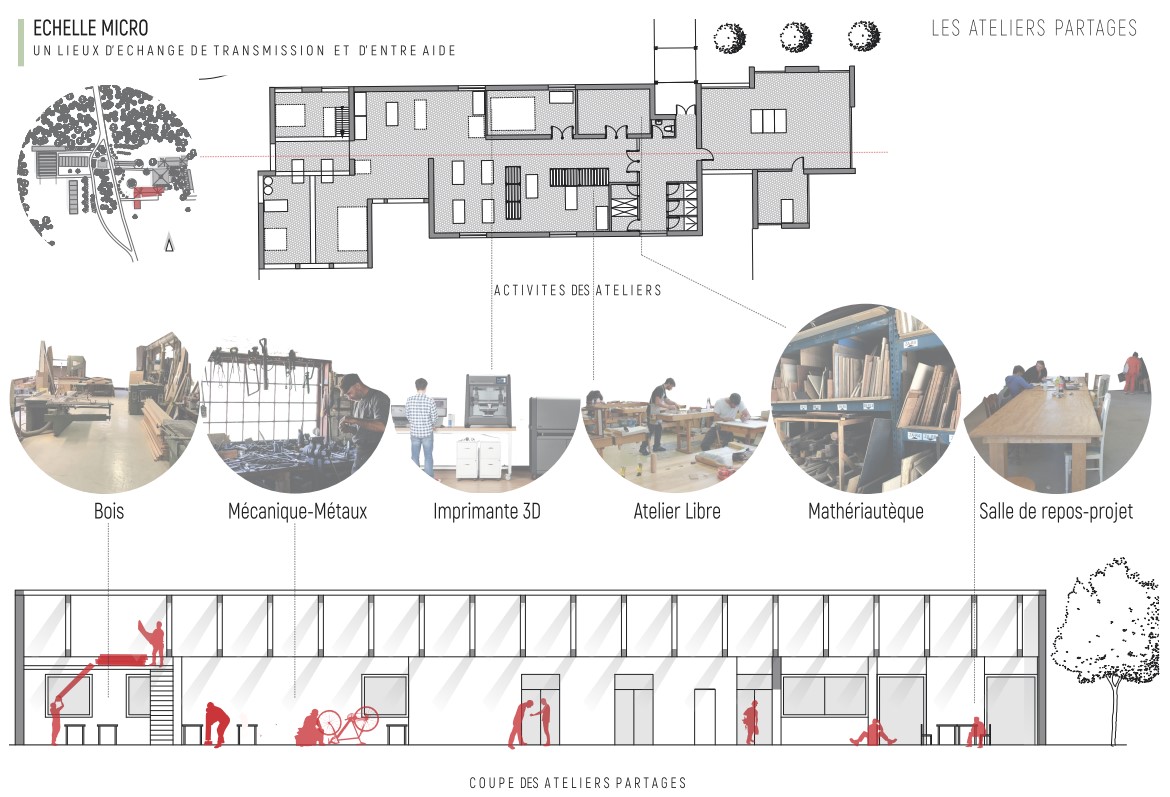 ECHELLE MICRO
UN LIEUX D'ECHANGE DE TRANSMISSION ET D'ENTRE AIDE
LES ATELIERS PARTAGES
ACTIVITES DES ATELIERS
Bois
Mécanique-Métaux
Imprimante 3D
Atelier Libre
Mathériautèque
Salle de repos-projet
COUPE DES ATELIERS PARTAGES